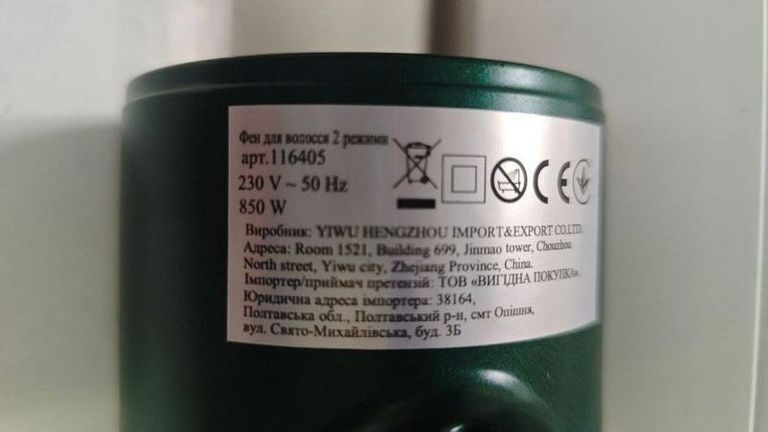 Фен для волосся 2 режими
арт.116405
230 V ~ 50 Hz
850 W
Виробник: YIWU HENGZHOU IMPORT&EXPORT CO.LTD.
Адреса: Room 1521, Building 699, Jinmao tower, Chouzhou
North street, Yiwu city, Zhejiang Province, China.
Імпортер/приймач претензій: ТОВ «ВИГІДНА ПОКУПКА».
Юридична адреса імпортера: 38164,
Полтавська обл., Полтавський р-н, смт Опішня,
вул. Свято-Михайлівська, буд. 3Б